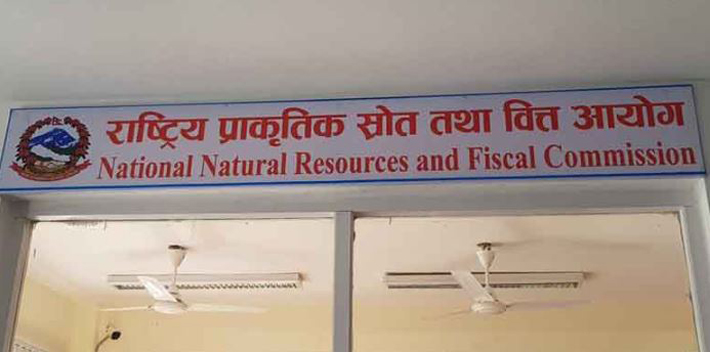 राष्ट्रिय प्राकृतिक स्रोत तथा वित्त आयोग
National Natural Resources and Fiscal Commission